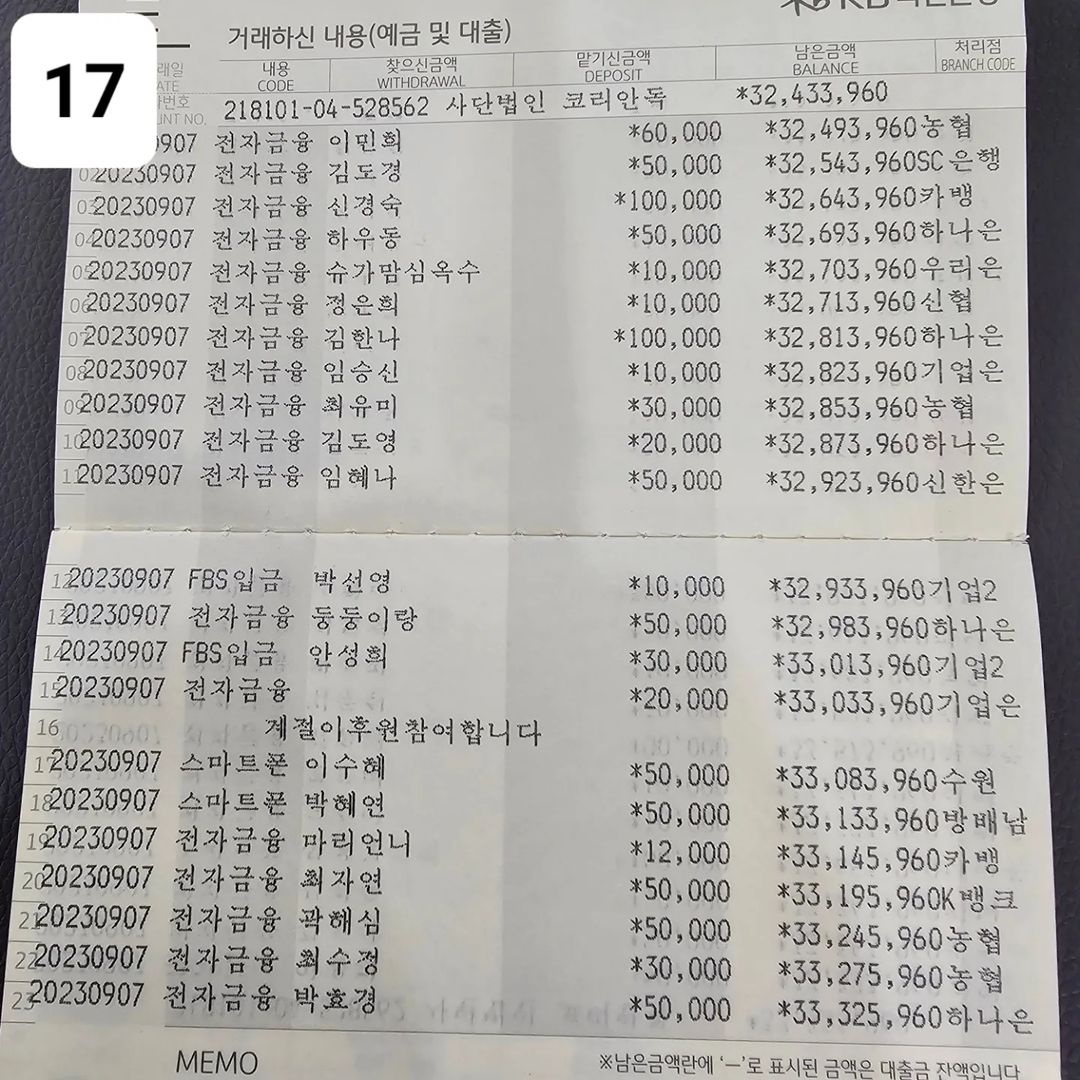 17
거래하신 내용(예금 및 대출)
내용 찾으신금액 맡기신금액 남은금액 처리점
CODE WITHDRAWAL DEPOSIT BALANCE BRANCH CODE
218101-04-528562 사단법인 코리안독 *32,433,960
NT NO.
0907 전자금융 이민희 *60,000 *32,493,960농협
02 20230907 전자금융 김도경 *50,000 *32,543,960SC은행
03 20230907 전자금융 신경숙 *100,000 *32,643,960카뱅
04 20230907 전자금융 하우동 *50,000 *32,693,960하나은
05 20230907 전자금융 슈가맘심옥수 *10,000 *32,703,960우리은
06 20230907 전자금융 정은희 *10,000 *32,713,960신협
07 20230907 전자금융 김한나 *100,000 *32,813,960하나은
08 20230907 전자금융 임승신 *10,000 *32,823,960기업은
09 20230907 전자금융 최유미 *30,000 *32,853,960농협
10 20230907 전자금융 김도영 *20,000 *32,873,960하나은
11 20230907 전자금융 임혜나 *50,000 *32,923,960신한은
12 20230907 FBS입금 박선영 *10,000 *32,933,960기업2
13 20230907 전자금융 둥둥이랑 *50,000 *32,983,960하나은
14 20230907 FBS입금 안성희 *30,000 *33,013,960기업2
15 20230907 전자금융 *20,000 *33,033,960기업은
16 계절이후원참여합니다
17 20230907 스마트폰 이수혜 *50,000 *33,083,960수원
18 20230907 스마트폰 박혜연 *50,000 *33,133,960방배남
19 20230907 전자금융 마리언니 *12,000 *33,145,960카뱅
20 20230907 전자금융 최자연 *50,000 *33,195,960K뱅크
21 20230907 전자금융 곽해심 *50,000 *33,245,960농협
22 20230907 전자금융 최수정 *30,000 *33,275,960농협
23 20230907 전자금융 박효경 *50,000 *33,325,960하나은
MEMO ※남은금액란에 '—'로 표시된 금액은 대출금 잔액입니다